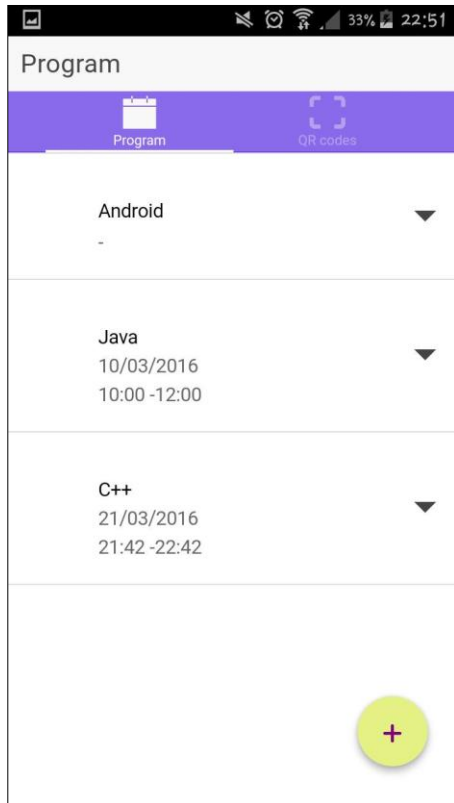 33% 22:51
Program
Program QR codes
Android
-
Java
10/03/2016
10:00 -12:00
C++
21/03/2016
21:42 -22:42
+